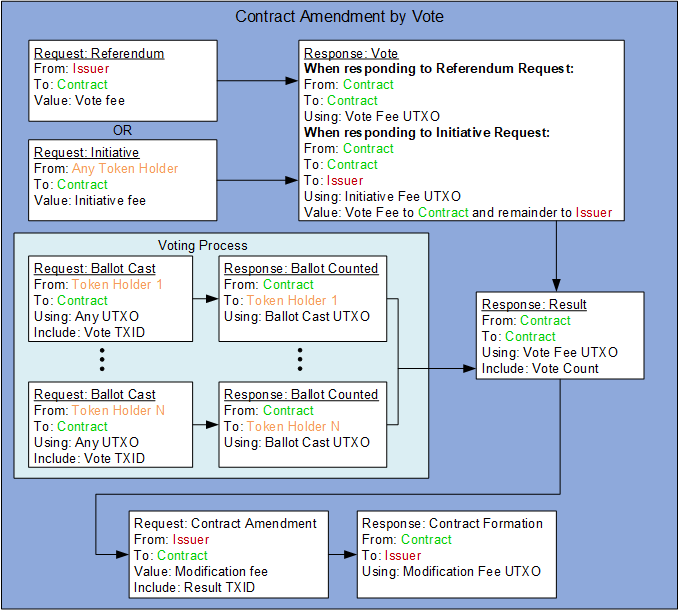 Contract Amendment by Vote
Request: Referendum
From: Issuer
To: Contract
Value: Vote fee
OR
Request: Initiative
From: Any Token Holder
To: Contract
Value: Initiative fee
Response: Vote
When responding to Referendum Request:
From: Contract
To: Contract
Using: Vote Fee UTXO
When responding to Initiative Request:
From: Contract
To: Contract
To: Issuer
Using: Initiative Fee UTXO
Value: Vote Fee to Contract and remainder to Issuer
Voting Process
Request: Ballot Cast
From: Token Holder 1
To: Contract
Using: Any UTXO
Include: Vote TXID
Response: Ballot Counted
From: Contract
To: Token Holder 1
Using: Ballot Cast UTXO
Request: Ballot Cast
From: Token Holder N
To: Contract
Using: Any UTXO
Include: Vote TXID
Response: Ballot Counted
From: Contract
To: Token Holder N
Using: Ballot Cast UTXO
Response: Result
From: Contract
To: Contract
Using: Vote Fee UTXO
Include: Vote Count
Request: Contract Amendment
From: Issuer
To: Contract
Value: Modification fee
Include: Result TXID
Response: Contract Formation
From: Contract
To: Issuer
Using: Modification Fee UTXO